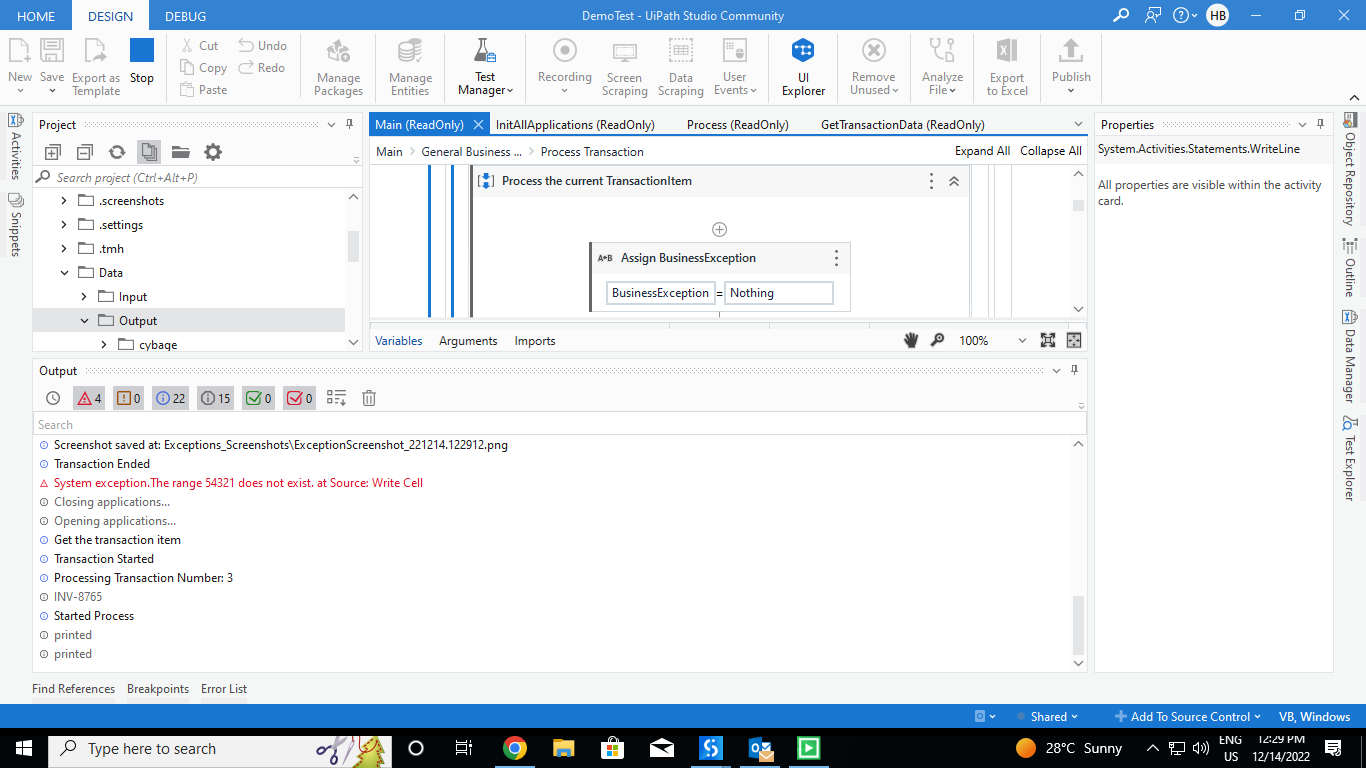 HOME DESIGN DEBUG DemoTest - UiPath Studio Community HB
New Save Export as Template Stop Cut Copy Paste Undo Redo Manage Packages Manage Entities Test Manager Recording Screen Scraping Data Scraping User Events UI Explorer Remove Unused Analyze File Export to Excel Publish
Activities
Snippets
Project
Search project (Ctrl+Alt+P)
.screenshots
.settings
.tmh
Data
Input
Output
cybage
Main (ReadOnly) InitAllApplications (ReadOnly) Process (ReadOnly) GetTransactionData (ReadOnly)
Main General Business ... Process Transaction Expand All Collapse All
Process the current TransactionItem
A+B Assign BusinessException
BusinessException = Nothing
Variables Arguments Imports 100%
Properties
System.Activities.Statements.WriteLine
All properties are visible within the activity
card.
Object Repository
Outline
Data Manager
Test Explorer
Output
4 0 22 15 0 0
Search
Screenshot saved at: Exceptions_Screenshots\ExceptionScreenshot_221214.122912.png
Transaction Ended
System exception.The range 54321 does not exist. at Source: Write Cell
Closing applications...
Opening applications...
Get the transaction item
Transaction Started
Processing Transaction Number: 3
INV-8765
Started Process
printed
printed
Find References Breakpoints Error List
Shared Add To Source Control VB, Windows
Type here to search 28°C Sunny ENG US 12:29 PM 12/14/2022